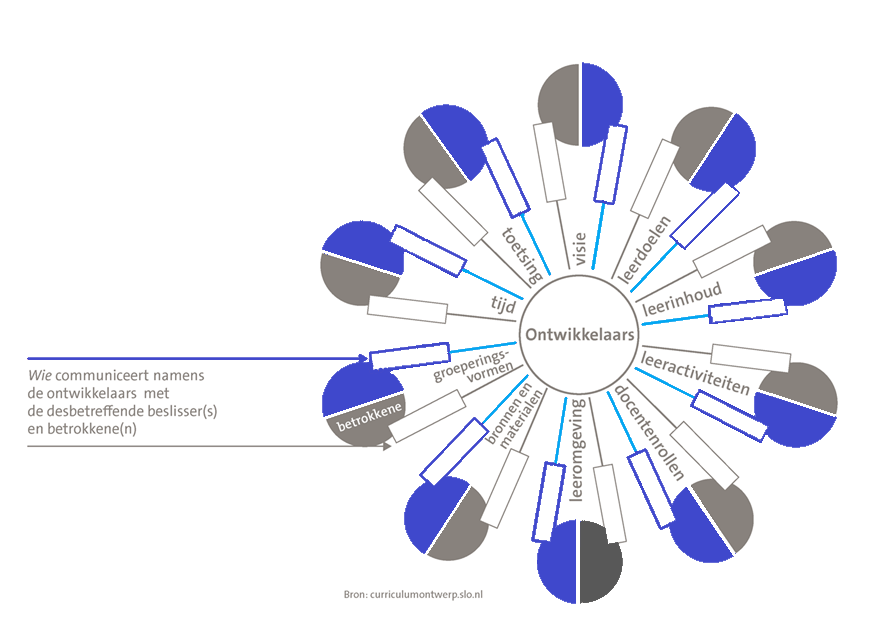 visie
leerdoelen
leerinhoud
leeractiviteiten
docentenrollen
leeromgeving
bronnen en
materialen
groeperings-
vormen
tijd
toetsing
Ontwikkelaars
betrokkene
Wie communiceert namens
de ontwikkelaars met
de desbetreffende beslisser(s)
en betrokkene(n)
Bron: curriculumontwerp.slo.nl